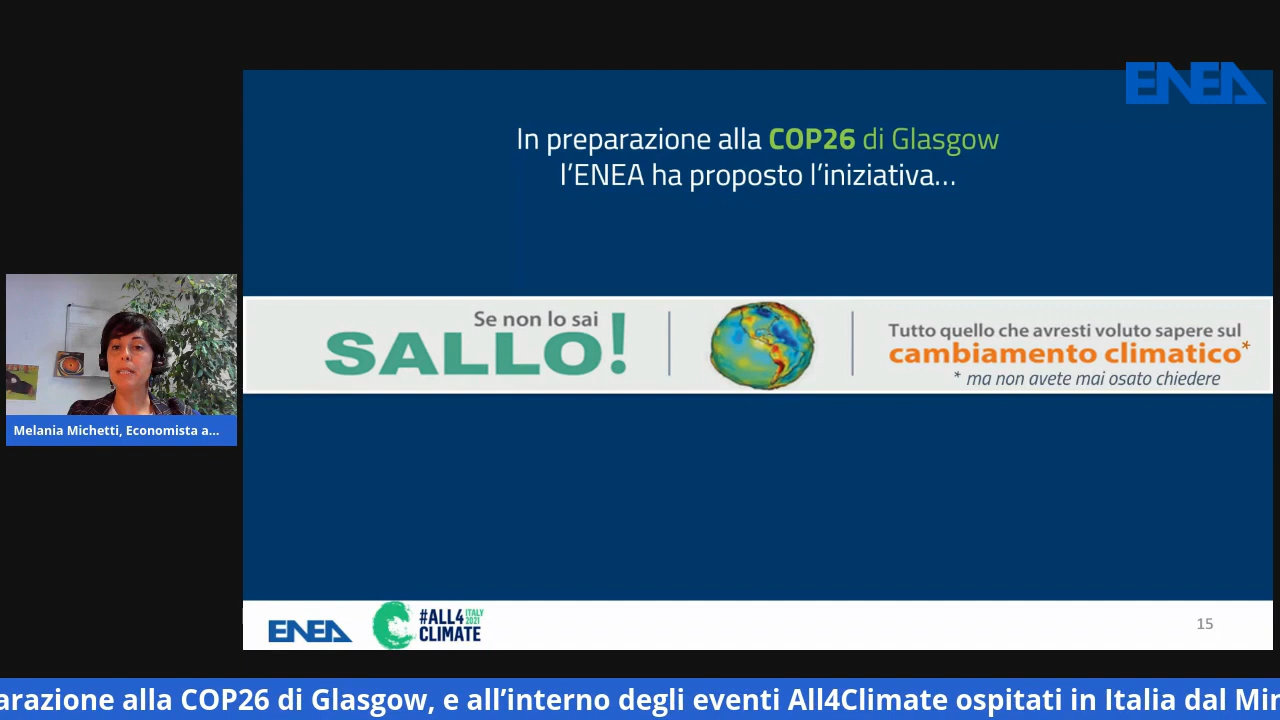 ENEA
In preparazione alla COP26 di Glasgow
l’ENEA ha proposto l’iniziativa...
Se non lo sai
SALLO!
Tutto quello che avresti voluto sapere sul
cambiamento climatico*
* ma non avete mai osato chiedere
Melania Michetti, Economista a...
ENEA
#ALL4
CLIMATE
ITALY
2021
15
arazione alla COP26 di Glasgow, e all’interno degli eventi All4Climate ospitati in Italia dal Min